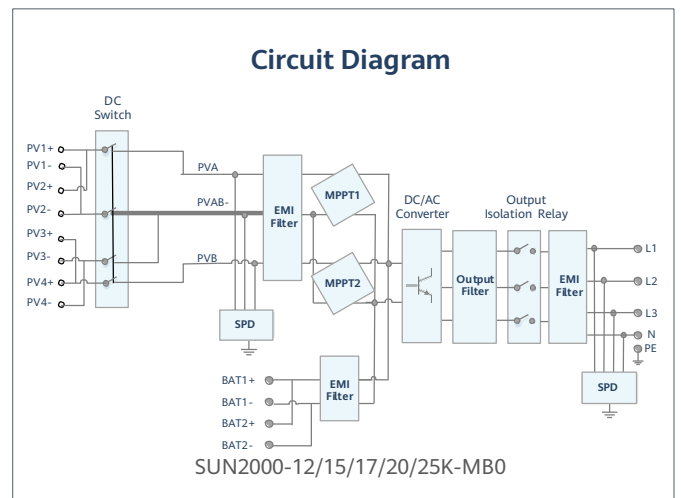 Circuit Diagram
DC
Switch
PV1+
PV1-
PV2+
PV2-
PV3+
PV3-
PV4+
PV4-
PVA
PVAB-
PVB
EMI
Filter
MPPT1
MPPT2
SPD
DC/AC
Converter
Output
Isolation Relay
Output
Filter
EMI
Filter
L1
L2
L3
N
PE
SPD
BAT1+
BAT1-
BAT2+
BAT2-
EMI
Filter
SUN2000-12/15/17/20/25K-MB0